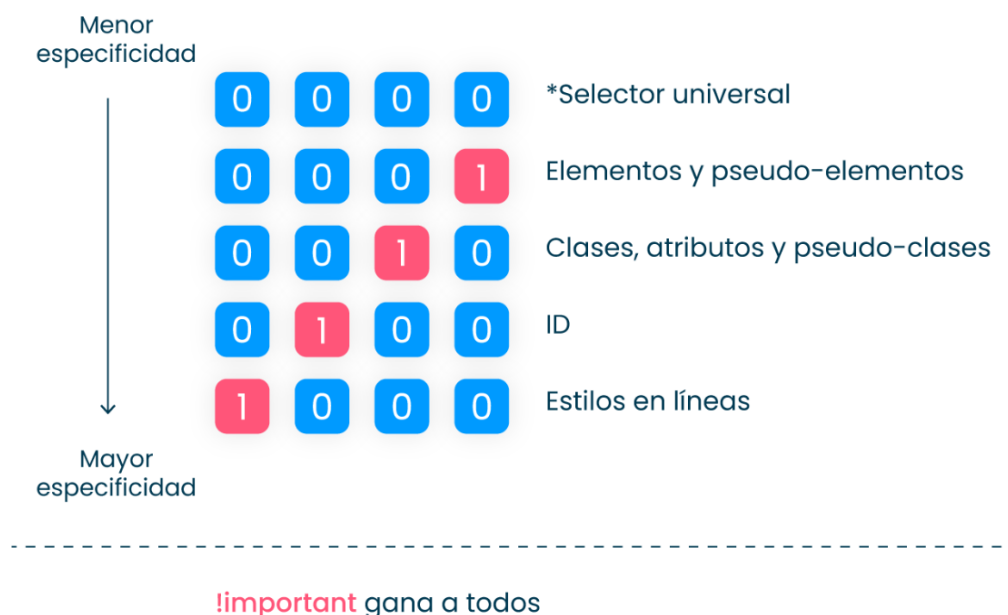 Menor
especificidad
0 0 0 0 *Selector universal
0 0 0 1 Elementos y pseudo-elementos
0 0 1 0 Clases, atributos y pseudo-clases
0 1 0 0 ID
1 0 0 0 Estilos en líneas
Mayor
especificidad
!important gana a todos